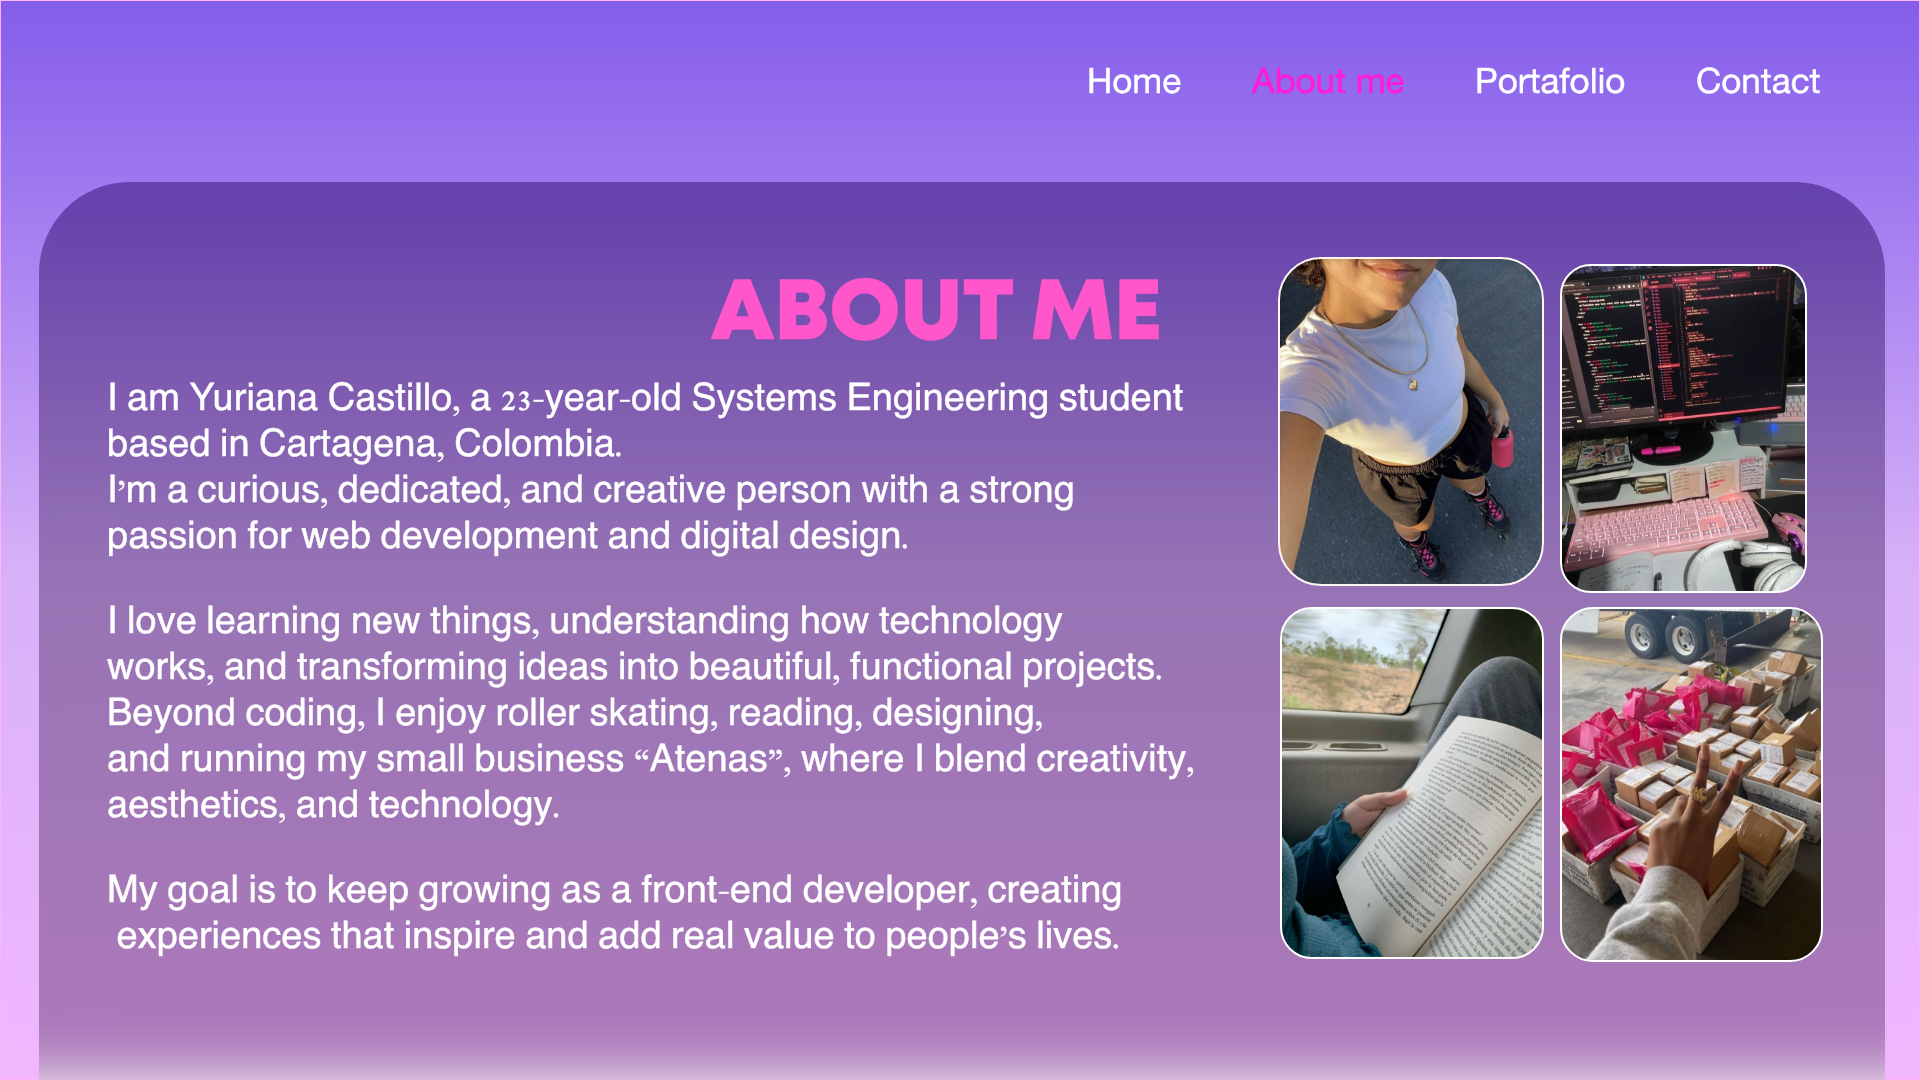 Home About me Portafolio Contact
ABOUT ME
I am Yuriana Castillo, a 23-year-old Systems Engineering student
based in Cartagena, Colombia.
I’m a curious, dedicated, and creative person with a strong
passion for web development and digital design.
I love learning new things, understanding how technology
works, and transforming ideas into beautiful, functional projects.
Beyond coding, I enjoy roller skating, reading, designing,
and running my small business “Atenas”, where I blend creativity,
aesthetics, and technology.
My goal is to keep growing as a front-end developer, creating
experiences that inspire and add real value to people’s lives.